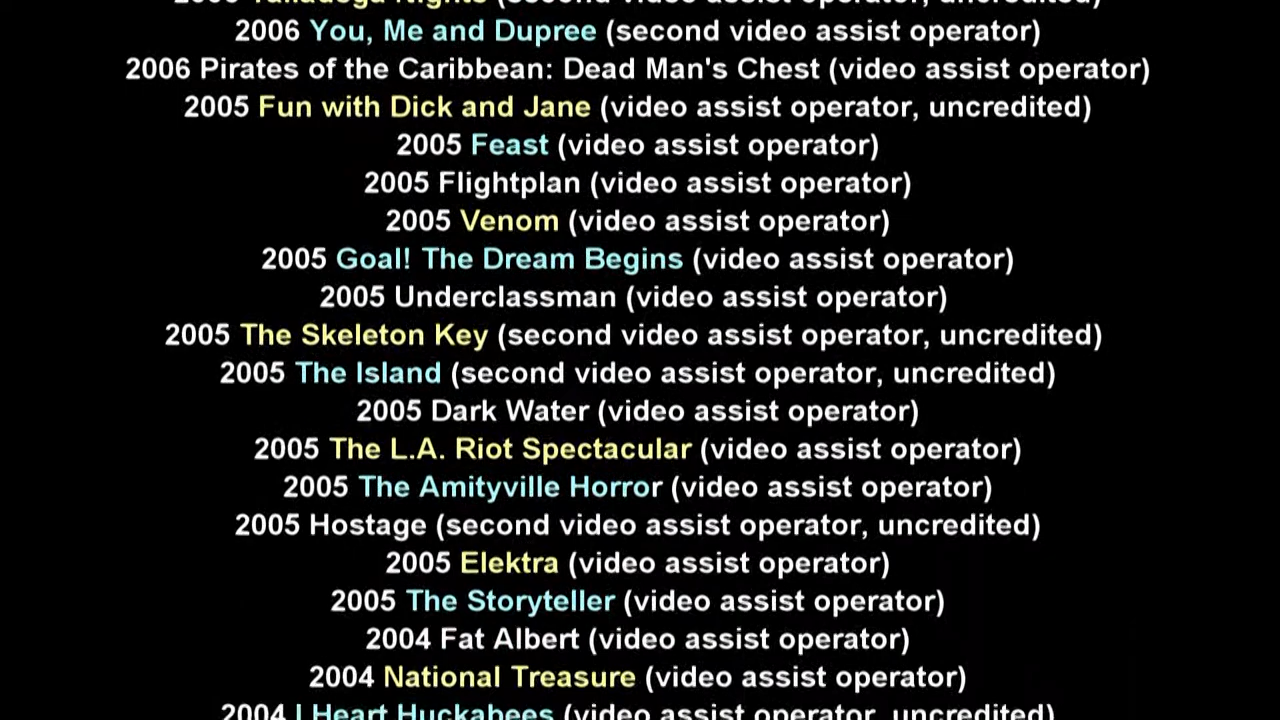 2006 Talladega Nights (second video assist operator, uncredited)
2006 You, Me and Dupree (second video assist operator)
2006 Pirates of the Caribbean: Dead Man's Chest (video assist operator)
2005 Fun with Dick and Jane (video assist operator, uncredited)
2005 Feast (video assist operator)
2005 Flightplan (video assist operator)
2005 Venom (video assist operator)
2005 Goal! The Dream Begins (video assist operator)
2005 Underclassman (video assist operator)
2005 The Skeleton Key (second video assist operator, uncredited)
2005 The Island (second video assist operator, uncredited)
2005 Dark Water (video assist operator)
2005 The L.A. Riot Spectacular (video assist operator)
2005 The Amityville Horror (video assist operator)
2005 Hostage (second video assist operator, uncredited)
2005 Elektra (video assist operator)
2005 The Storyteller (video assist operator)
2004 Fat Albert (video assist operator)
2004 National Treasure (video assist operator)
2004 I Heart Huckabees (video assist operator, uncredited)